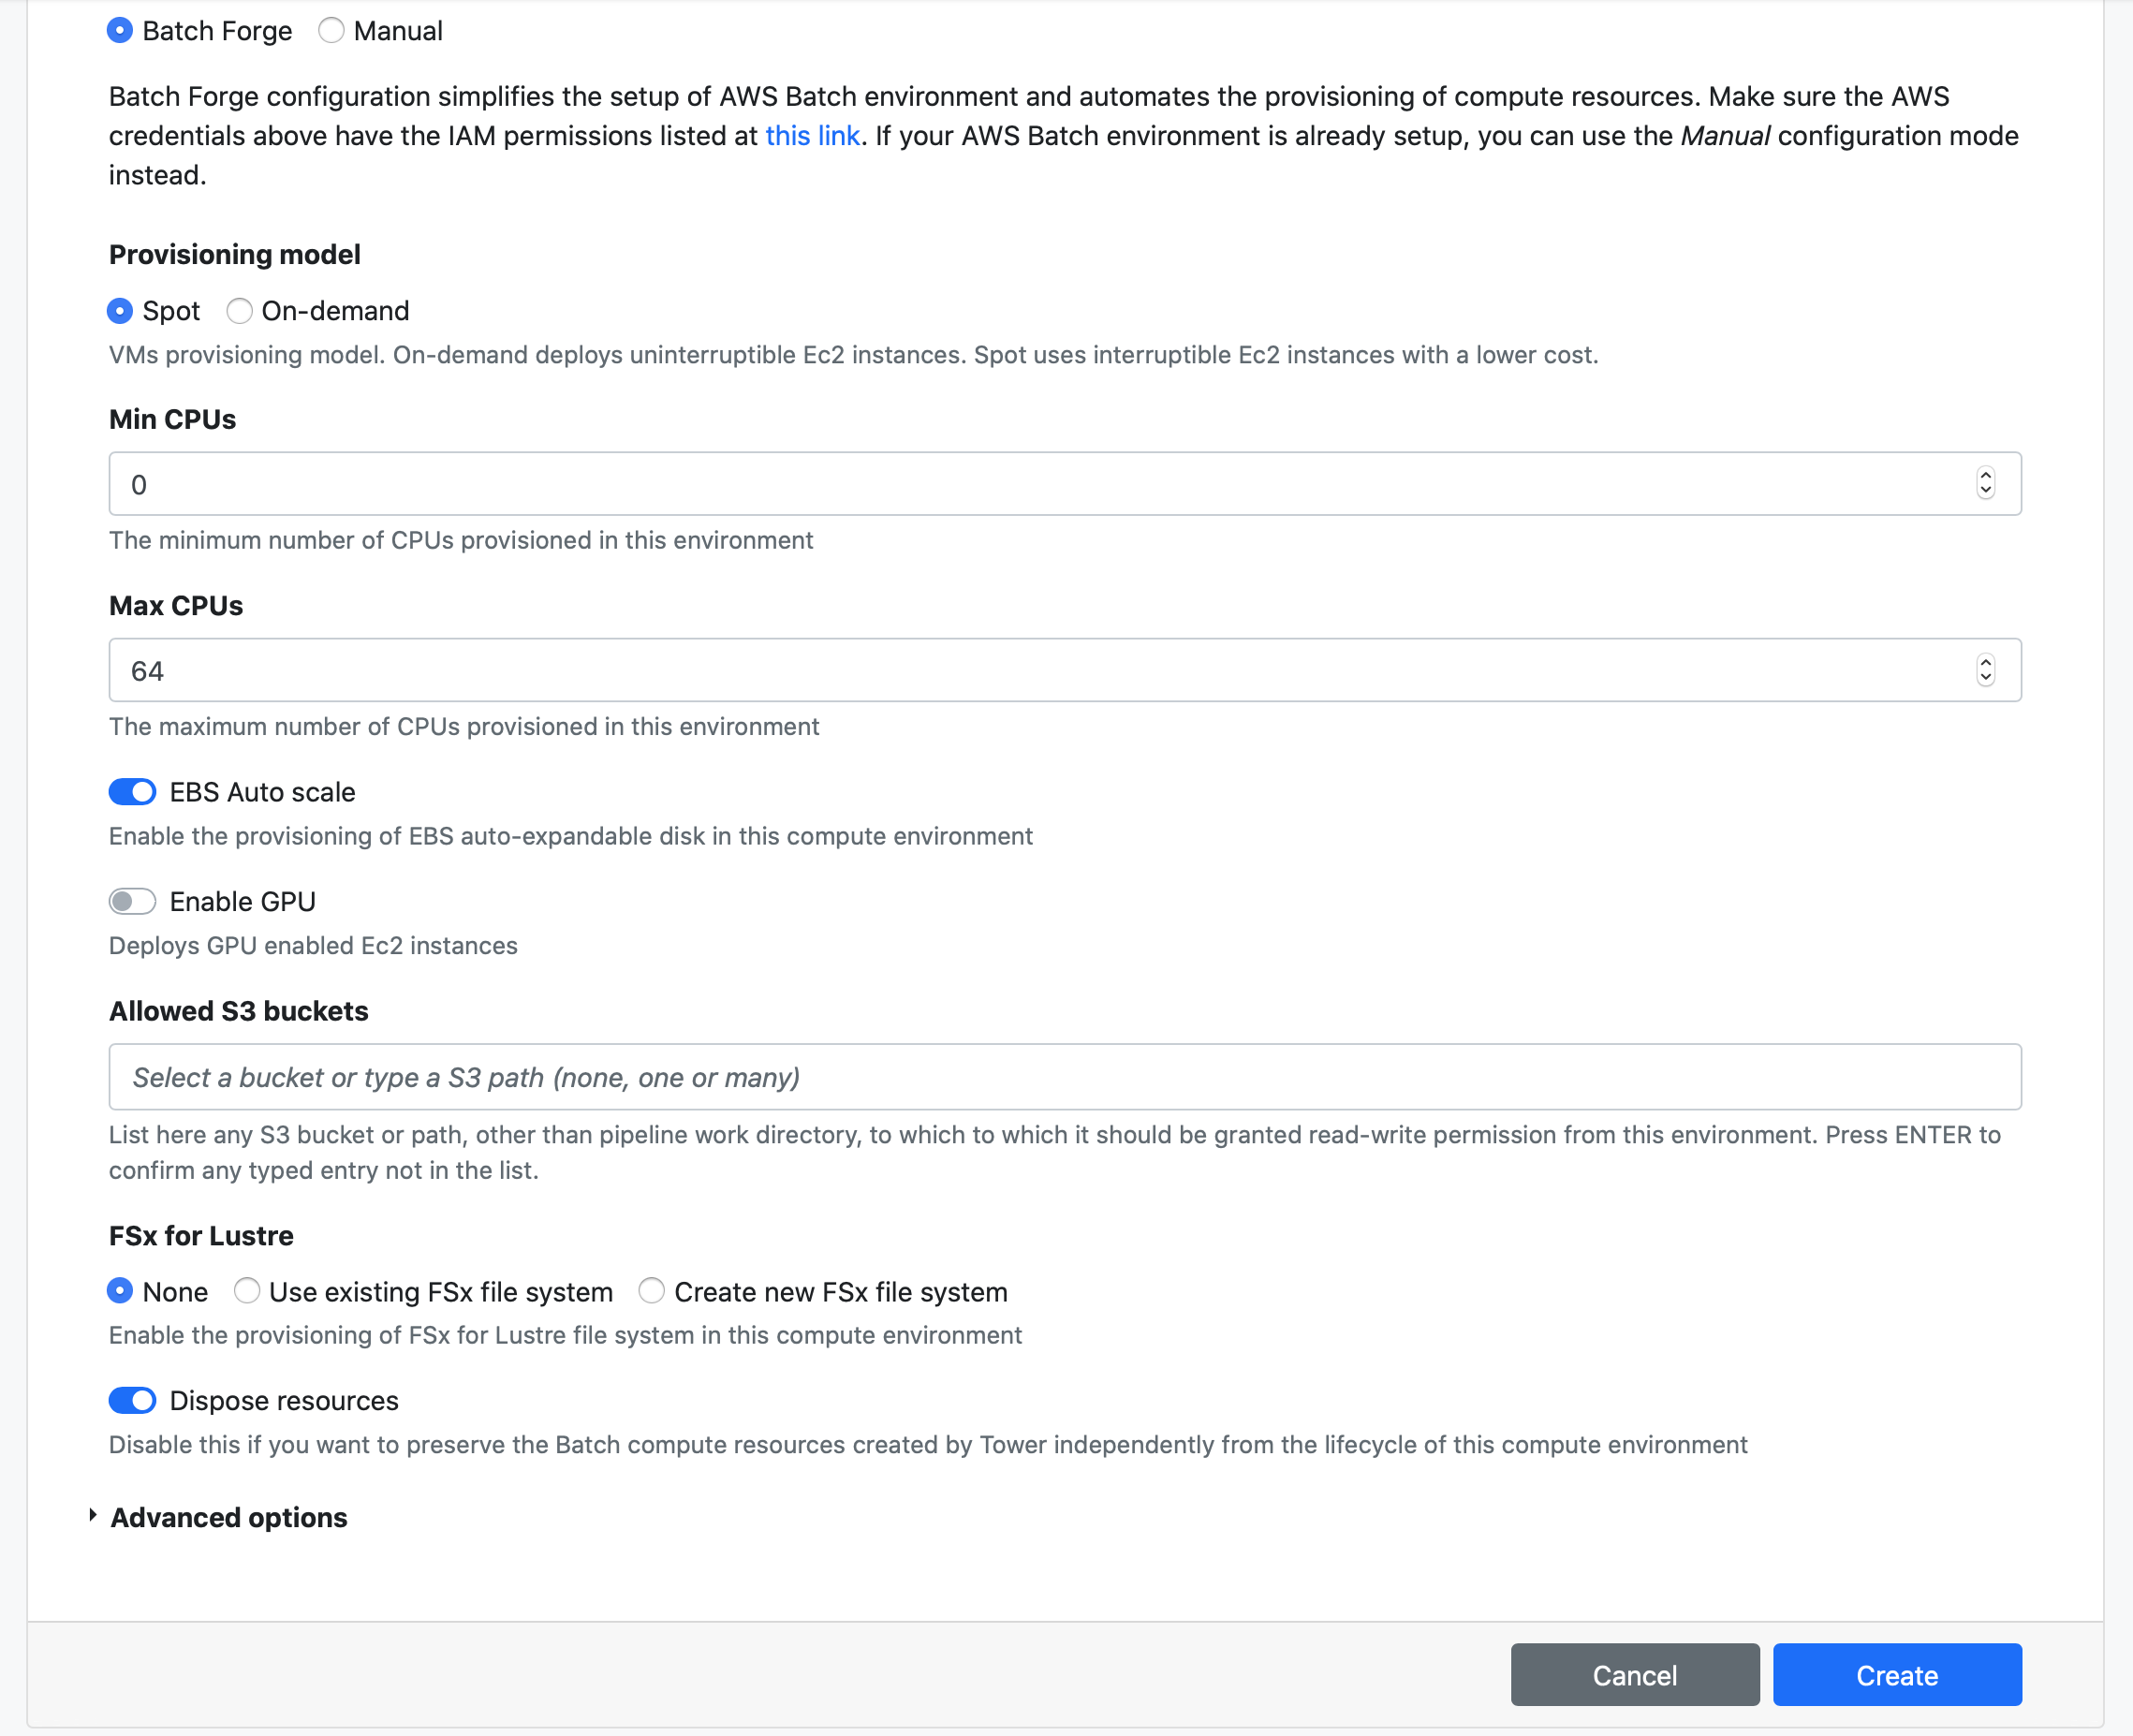 Batch Forge Manual
Batch Forge configuration simplifies the setup of AWS Batch environment and automates the provisioning of compute resources. Make sure the AWS
credentials above have the IAM permissions listed at this link. If your AWS Batch environment is already setup, you can use the Manual configuration mode
instead.
Provisioning model
Spot On-demand
VMs provisioning model. On-demand deploys uninterruptible Ec2 instances. Spot uses interruptible Ec2 instances with a lower cost.
Min CPUs
0
The minimum number of CPUs provisioned in this environment
Max CPUs
64
The maximum number of CPUs provisioned in this environment
EBS Auto scale
Enable the provisioning of EBS auto-expandable disk in this compute environment
Enable GPU
Deploys GPU enabled Ec2 instances
Allowed S3 buckets
Select a bucket or type a S3 path (none, one or many)
List here any S3 bucket or path, other than pipeline work directory, to which to which it should be granted read-write permission from this environment. Press ENTER to
confirm any typed entry not in the list.
FSx for Lustre
None Use existing FSx file system Create new FSx file system
Enable the provisioning of FSx for Lustre file system in this compute environment
Dispose resources
Disable this if you want to preserve the Batch compute resources created by Tower independently from the lifecycle of this compute environment
Advanced options
Cancel Create